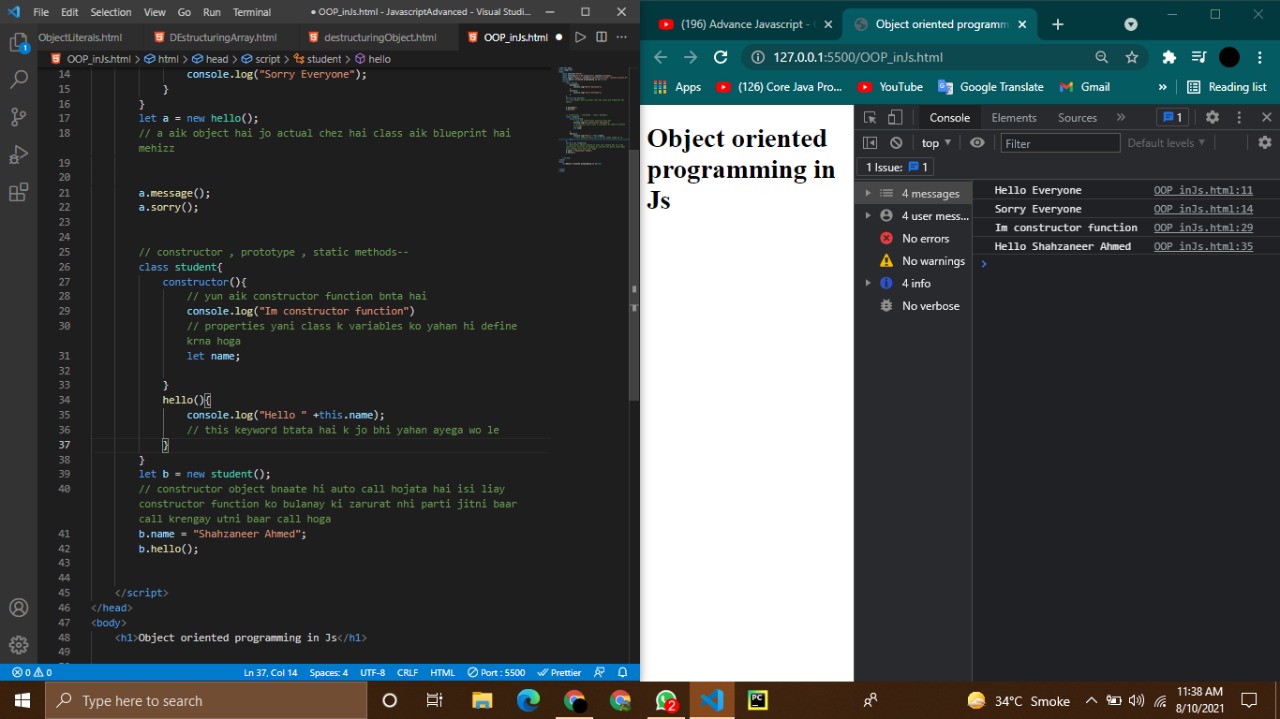 File Edit Selection View Go Run Terminal ● OOP_inJs.html - JavascriptAdvanced - Visual Studi...
ObjectLiterals.html DEstructuringArray.html destructuringObject.html OOP_inJs.html ● ···
OOP_inJs.html > html > head > script > student > hello
14 console.log("Sorry Everyone");
15 }
16 }
17 let a = new hello();
18 // a aik object hai jo actual chez hai class aik blueprint hai
mehizz
19
20
21 a.message();
22 a.sorry();
23
24
25 // constructor , prototype , static methods--
26 class student{
27 constructor(){
28 // yun aik constructor function bnta hai
29 console.log("Im constructor function")
30 // properties yani class k variables ko yahan hi define
krna hoga
31 let name;
32
33 }
34 hello(){
35 console.log("Hello " +this.name);
36 // this keyword btata hai k jo bhi yahan ayega wo le
37 }
38 }
39 let b = new student();
40 // constructor object bnaate hi auto call hojata hai isi liay
constructor function ko bulanay ki zarurat nhi parti jitni baar
call krengay utni baar call hoga
41 b.name = "Shahzaneer Ahmed";
42 b.hello();
43
44
45 </script>
46 </head>
47 <body>
48 <h1>Object oriented programming in Js</h1>
49
0 0 Ln 37, Col 14 Spaces: 4 UTF-8 CRLF HTML Port : 5500 Prettier
1
(196) Advance Javascript - Object oriented programm
127.0.0.1:5500/OOP_inJs.html
Apps (126) Core Java Pro... YouTube Google Translate Gmail » Reading list
Object oriented
programming in
Js
Console Elements Sources » 1
top Filter Default levels
1 Issue: 1
4 messages
4 user mess...
No errors
No warnings
4 info
No verbose
Hello Everyone OOP_inJs.html:11
Sorry Everyone OOP_inJs.html:14
Im constructor function OOP_inJs.html:29
Hello Shahzaneer Ahmed OOP_inJs.html:35
Type here to search 2 PC 34°C Smoke 11:38 AM
8/10/2021